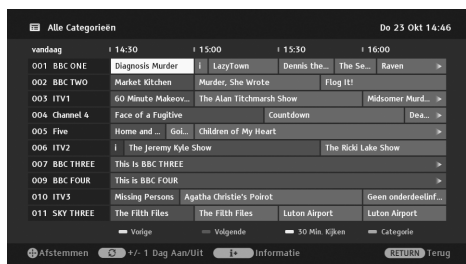 Alle Categorieën Do 23 Okt 14:46
vandaag 14:30 15:00 15:30 16:00
001 BBC ONE Diagnosis Murder i LazyTown Dennis the... The Se... Raven
002 BBC TWO Market Kitchen Murder, She Wrote Flog It!
003 ITV1 60 Minute Makeov... The Alan Titchmarsh Show Midsomer Murd...
004 Channel 4 Face of a Fugitive Countdown Dea...
005 Five Home and ... Goi... Children of My Heart
006 ITV2 i The Jeremy Kyle Show The Ricki Lake Show
007 BBC THREE This Is BBC THREE
009 BBC FOUR This is BBC FOUR
010 ITV3 Missing Persons Agatha Christie's Poirot Geen onderdeelinf...
011 SKY THREE The Filth Files The Filth Files Luton Airport Luton Airport
Vorige Volgende 30 Min. Kijken Categorie
Afstemmen +/- 1 Dag Aan/Uit i+ Informatie RETURN Terug